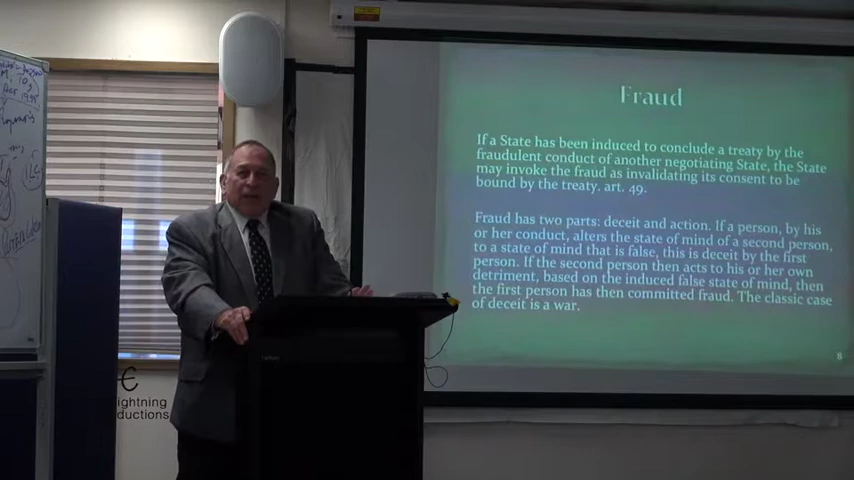 Fraud
If a State has been induced to conclude a treaty by the
fraudulent conduct of another negotiating State, the State
may invoke the fraud as invalidating its consent to be
bound by the treaty. art. 49.
Fraud has two parts: deceit and action. If a person, by his
or her conduct, alters the state of mind of a second person,
to a state of mind that is false, this is deceit by the first
person. If the second person then acts to his or her own
detriment, based on the induced false state of mind, then
the first person has then committed fraud. The classic case
of deceit is a war.
8
ightning
ductions